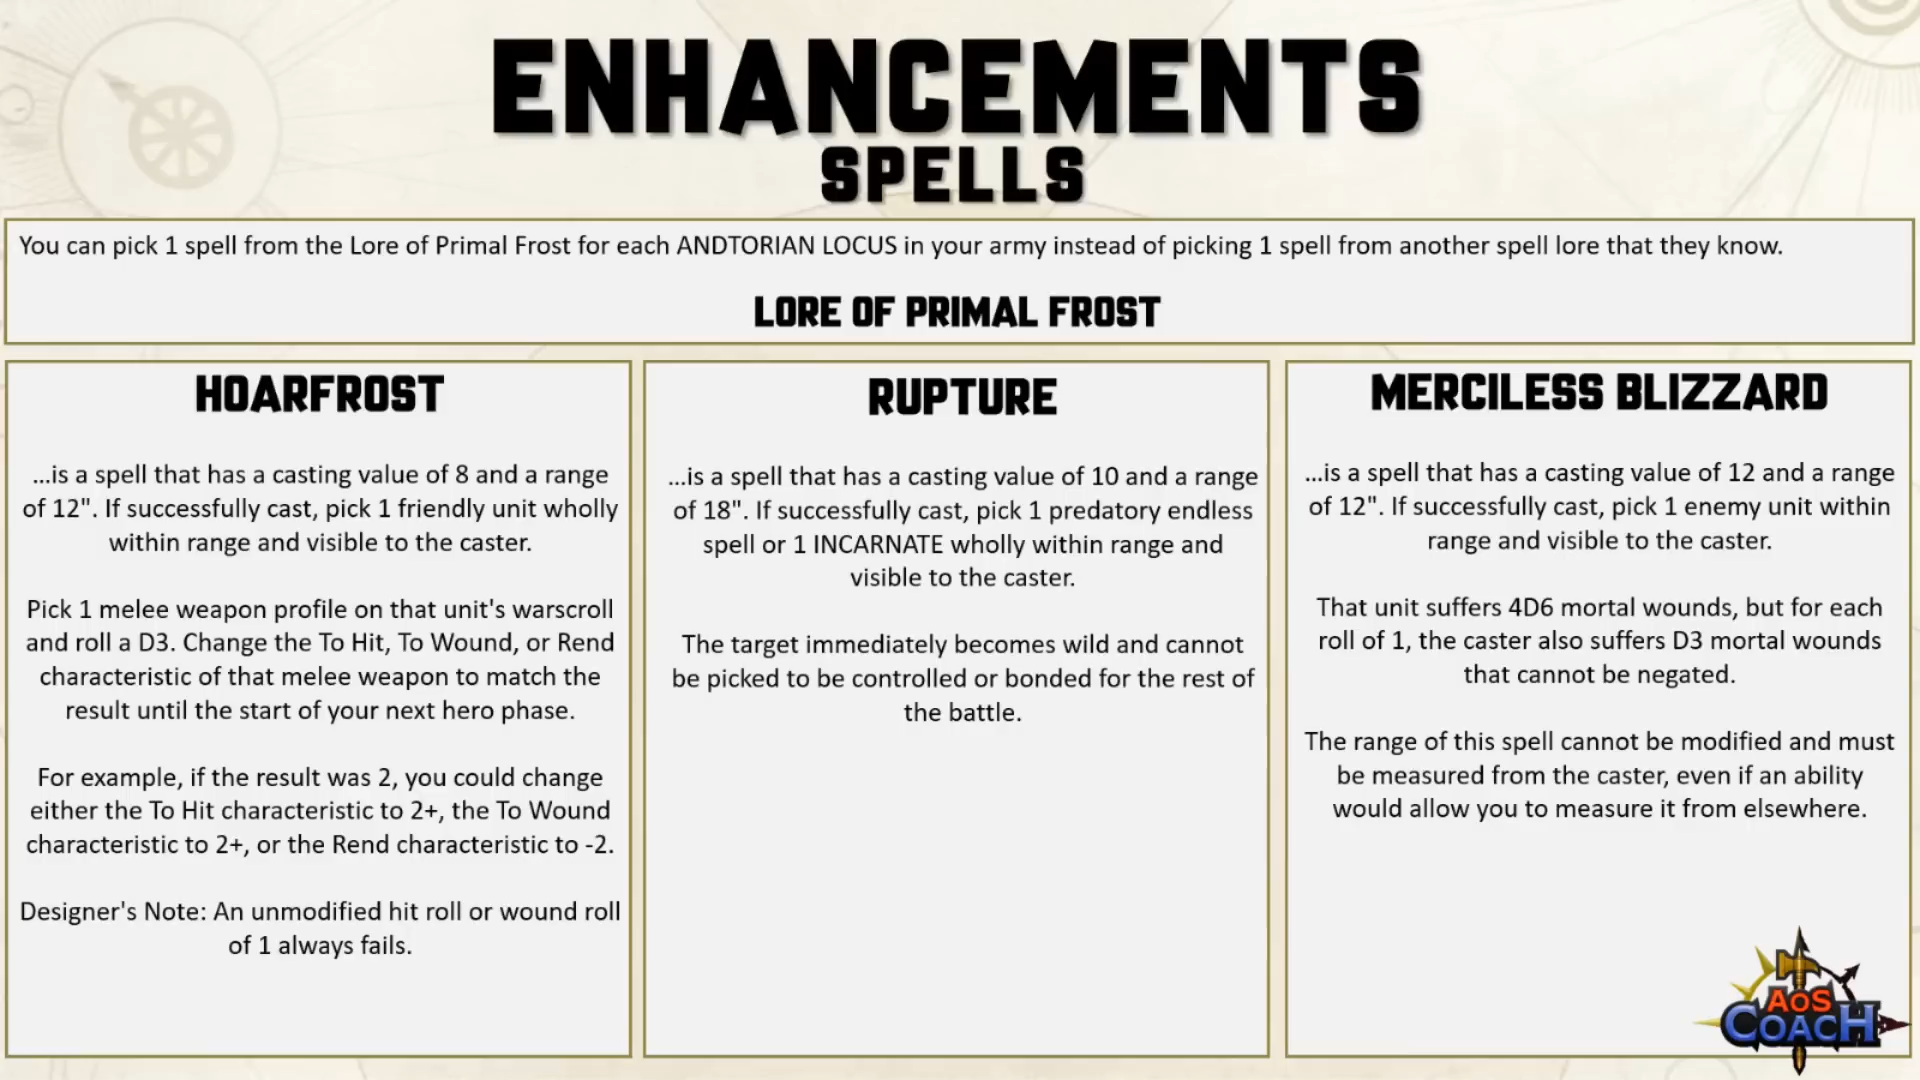 ENHANCEMENTS
SPELLS
You can pick 1 spell from the Lore of Primal Frost for each ANDTORIAN LOCUS in your army instead of picking 1 spell from another spell lore that they know.
LORE OF PRIMAL FROST
HOARFROST
...is a spell that has a casting value of 8 and a range
of 12". If successfully cast, pick 1 friendly unit wholly
within range and visible to the caster.
Pick 1 melee weapon profile on that unit's warscroll
and roll a D3. Change the To Hit, To Wound, or Rend
characteristic of that melee weapon to match the
result until the start of your next hero phase.
For example, if the result was 2, you could change
either the To Hit characteristic to 2+, the To Wound
characteristic to 2+, or the Rend characteristic to -2.
Designer's Note: An unmodified hit roll or wound roll
of 1 always fails.
RUPTURE
...is a spell that has a casting value of 10 and a range
of 18". If successfully cast, pick 1 predatory endless
spell or 1 INCARNATE wholly within range and
visible to the caster.
The target immediately becomes wild and cannot
be picked to be controlled or bonded for the rest of
the battle.
MERCILESS BLIZZARD
...is a spell that has a casting value of 12 and a range
of 12". If successfully cast, pick 1 enemy unit within
range and visible to the caster.
That unit suffers 4D6 mortal wounds, but for each
roll of 1, the caster also suffers D3 mortal wounds
that cannot be negated.
The range of this spell cannot be modified and must
be measured from the caster, even if an ability
would allow you to measure it from elsewhere.
AoS
COACH